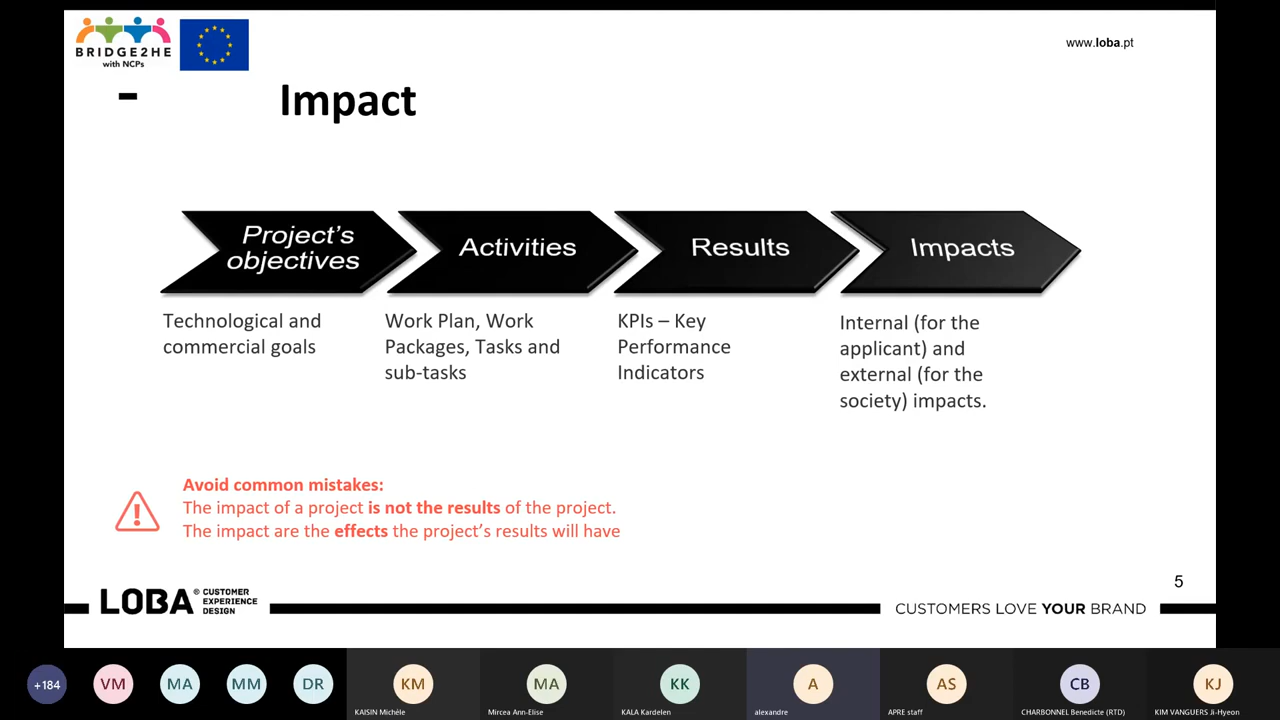 BRIDGE2HE
with NCPs
www.loba.pt
- Impact
Project's
objectives
Activities
Results
Impacts
Technological and
commercial goals
Work Plan, Work
Packages, Tasks and
sub-tasks
KPIs – Key
Performance
Indicators
Internal (for the
applicant) and
external (for the
society) impacts.
Avoid common mistakes:
The impact of a project is not the results of the project.
The impact are the effects the project's results will have
5
LOBA® CUSTOMER
EXPERIENCE
DESIGN
CUSTOMERS LOVE YOUR BRAND
+184
VM
MA
MM
DR
KM
KAISIN Michèle
MA
Mircea Ann-Elise
KK
KALA Kardelen
A
alexandre
AS
APRE staff
CB
CHARBONNEL Benedicte (RTD)
KJ
KIM VANGUERS Ji-Hyeon